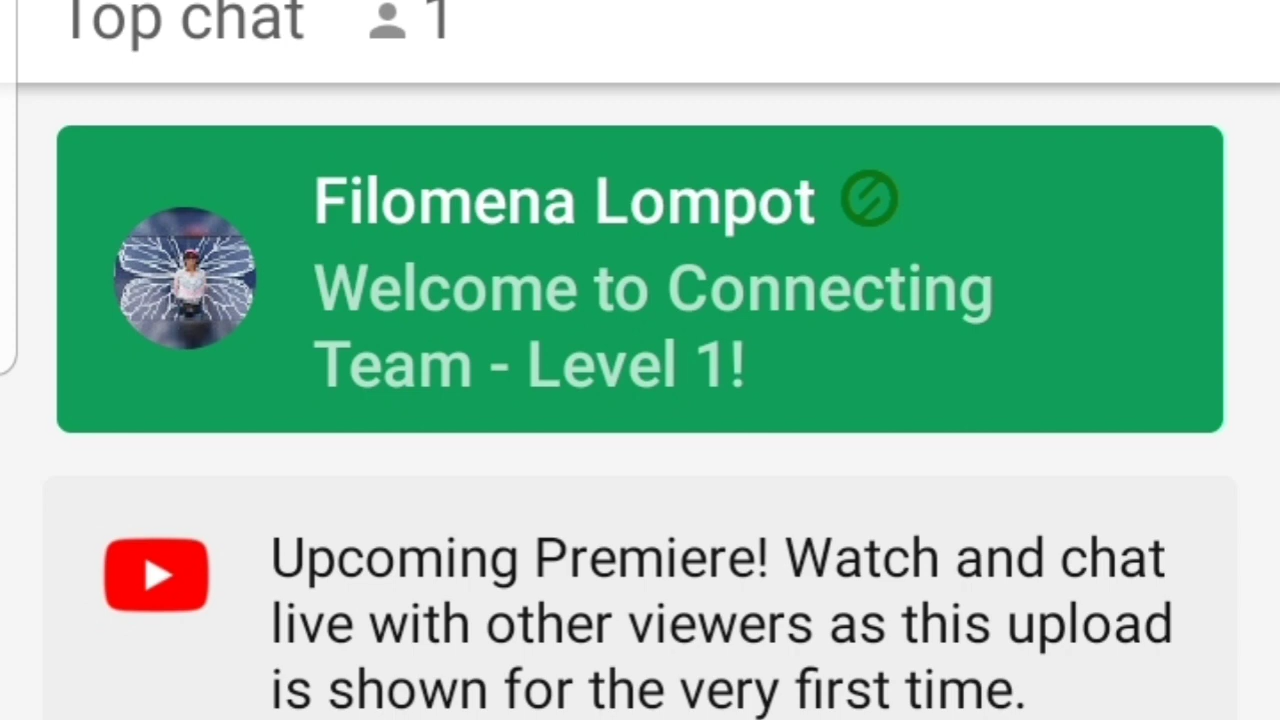 Top chat 1
Filomena Lompot
Welcome to Connecting
Team - Level 1!
Upcoming Premiere! Watch and chat
live with other viewers as this upload
is shown for the very first time.